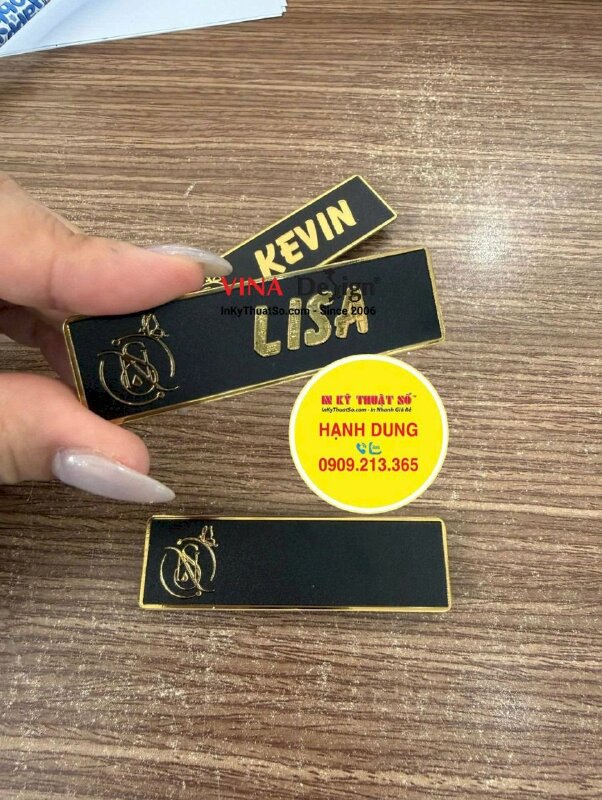 KEVIN
VINA Design®
InKyThuatSo.com - Since 2006
LISA
IN KỸ THUẬT SỐ™
InKyThuatSo.com - In Nhanh Giá Rẻ
HẠNH DUNG
0909.213.365